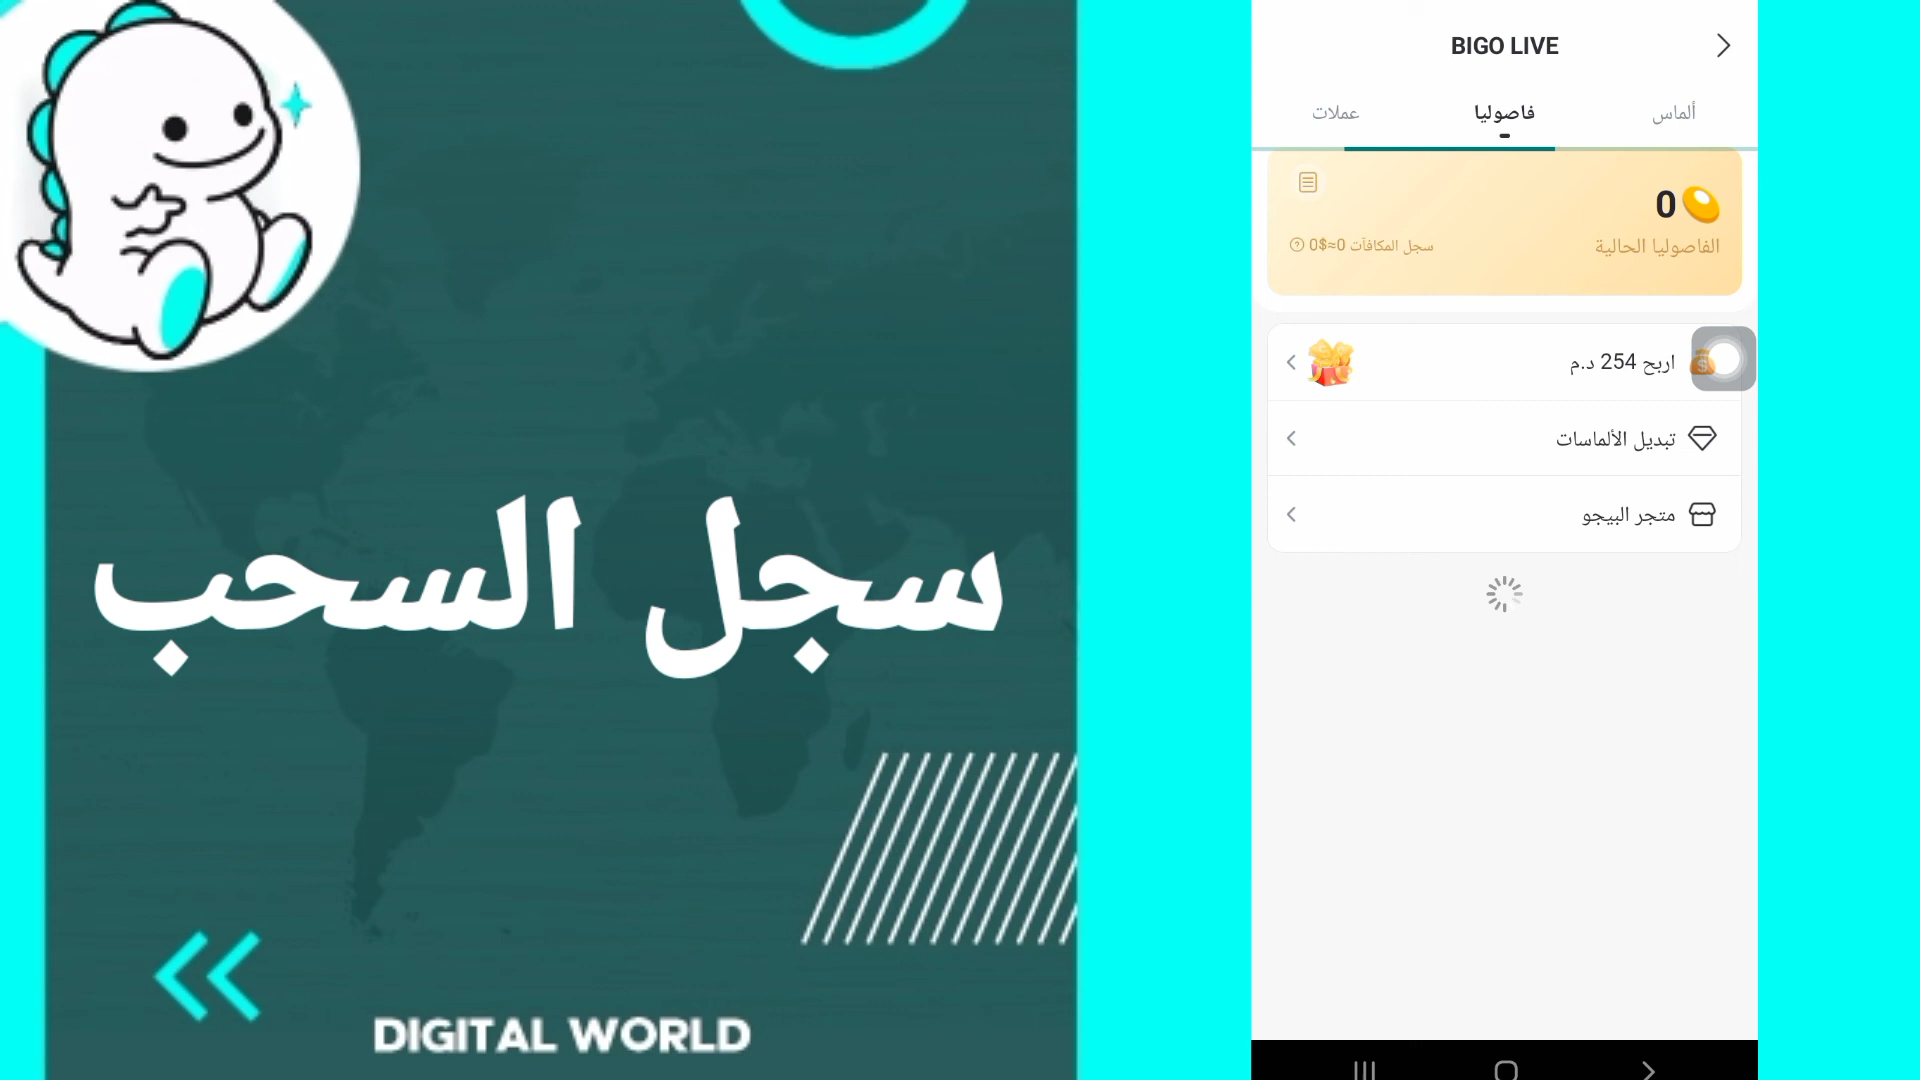 سجل السحب
DIGITAL WORLD
BIGO LIVE
ألماس
فاصوليا
عملات
0
الفاصوليا الحالية
سجل المكافآت 0≈$0
اربح 254 د.م
تبديل الألماسات
متجر البيجو